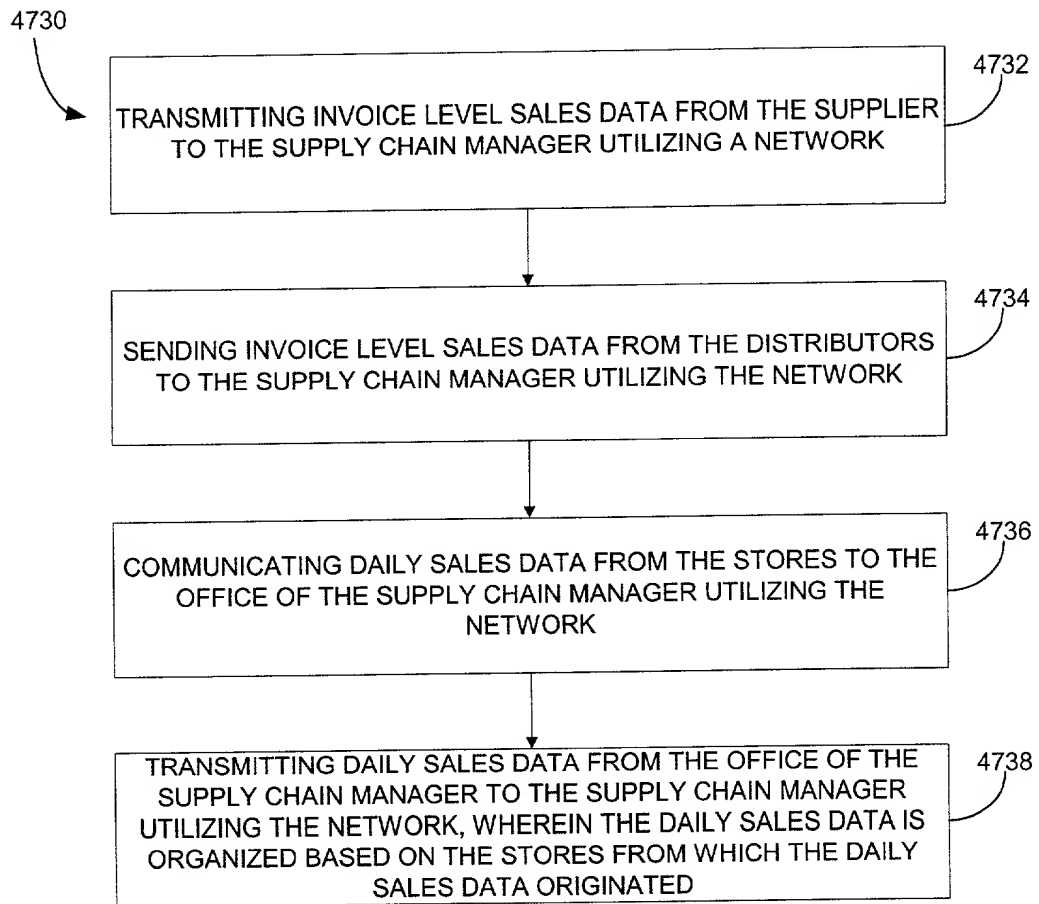 4730
4732
TRANSMITTING INVOICE LEVEL SALES DATA FROM THE SUPPLIER
TO THE SUPPLY CHAIN MANAGER UTILIZING A NETWORK
4734
SENDING INVOICE LEVEL SALES DATA FROM THE DISTRIBUTORS
TO THE SUPPLY CHAIN MANAGER UTILIZING THE NETWORK
4736
COMMUNICATING DAILY SALES DATA FROM THE STORES TO THE
OFFICE OF THE SUPPLY CHAIN MANAGER UTILIZING THE
NETWORK
4738
TRANSMITTING DAILY SALES DATA FROM THE OFFICE OF THE
SUPPLY CHAIN MANAGER TO THE SUPPLY CHAIN MANAGER
UTILIZING THE NETWORK, WHEREIN THE DAILY SALES DATA IS
ORGANIZED BASED ON THE STORES FROM WHICH THE DAILY
SALES DATA ORIGINATED